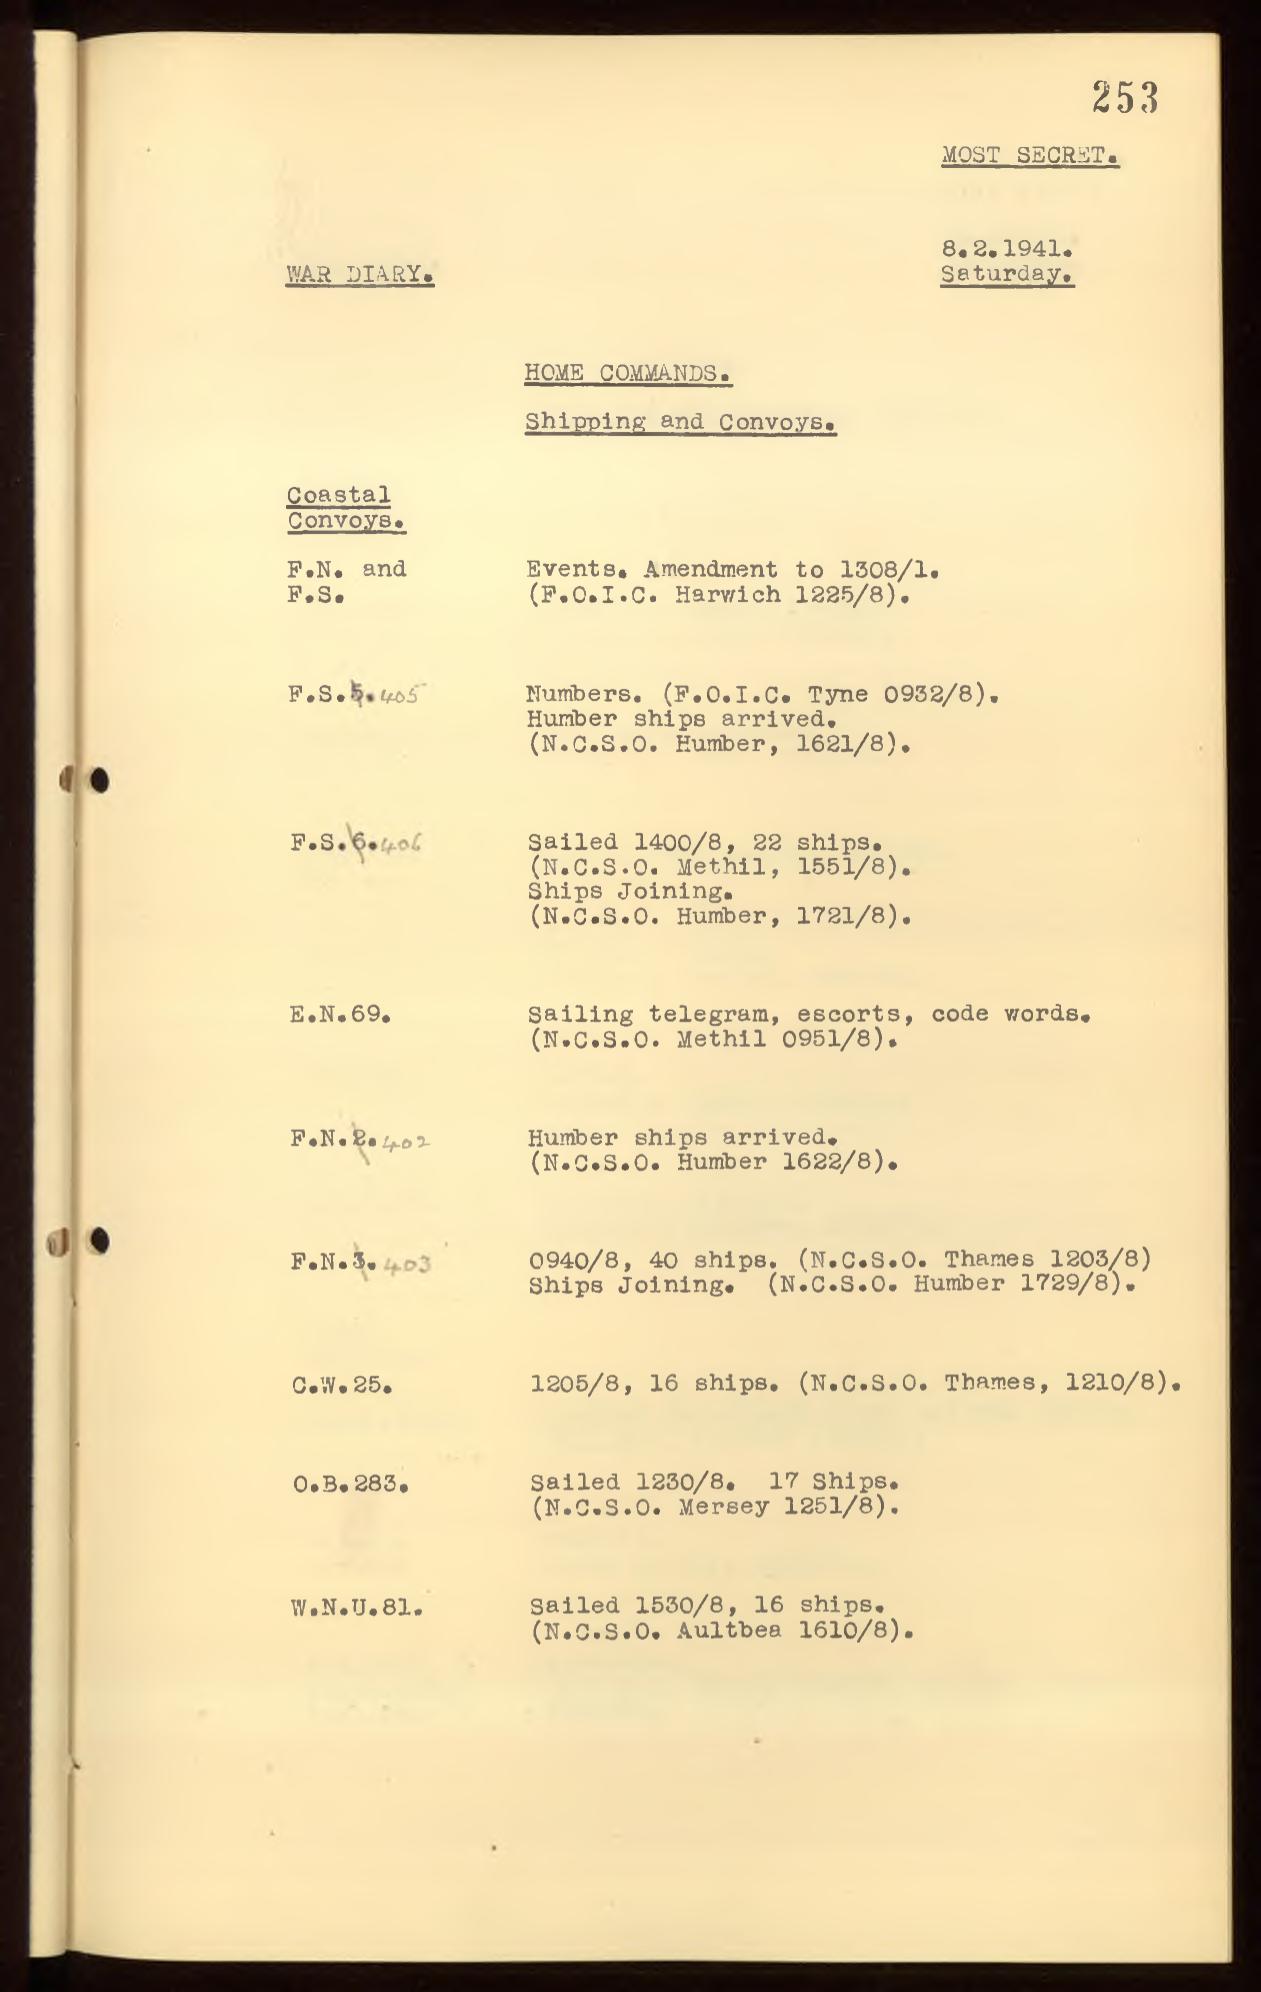 253
MOST SECRET.
8.2.1941.
WAR DIARY. Saturday.
HOME COMMANDS.
Shipping and Convoys.
Coastal
Convoys.
F.N. and Events. Amendment to 1308/1.
F.S. (F.O.I.C. Harwich 1225/8).
F.S.5. 405 Numbers. (F.O.I.C. Tyne 0932/8).
Humber ships arrived.
(N.C.S.O. Humber, 1621/8).
F.S.6. 406 Sailed 1400/8, 22 ships.
(N.C.S.O. Methil, 1551/8).
Ships Joining.
(N.C.S.O. Humber, 1721/8).
E.N.69. Sailing telegram, escorts, code words.
(N.C.S.O. Methil 0951/8).
F.N.2. 402 Humber ships arrived.
(N.C.S.O. Humber 1622/8).
F.N.3. 403 0940/8, 40 ships. (N.C.S.O. Thames 1203/8)
Ships Joining. (N.C.S.O. Humber 1729/8).
C.W.25. 1205/8, 16 ships. (N.C.S.O. Thames, 1210/8).
O.B.283. Sailed 1230/8. 17 Ships.
(N.C.S.O. Mersey 1251/8).
W.N.U.81. Sailed 1530/8, 16 ships.
(N.C.S.O. Aultbea 1610/8).